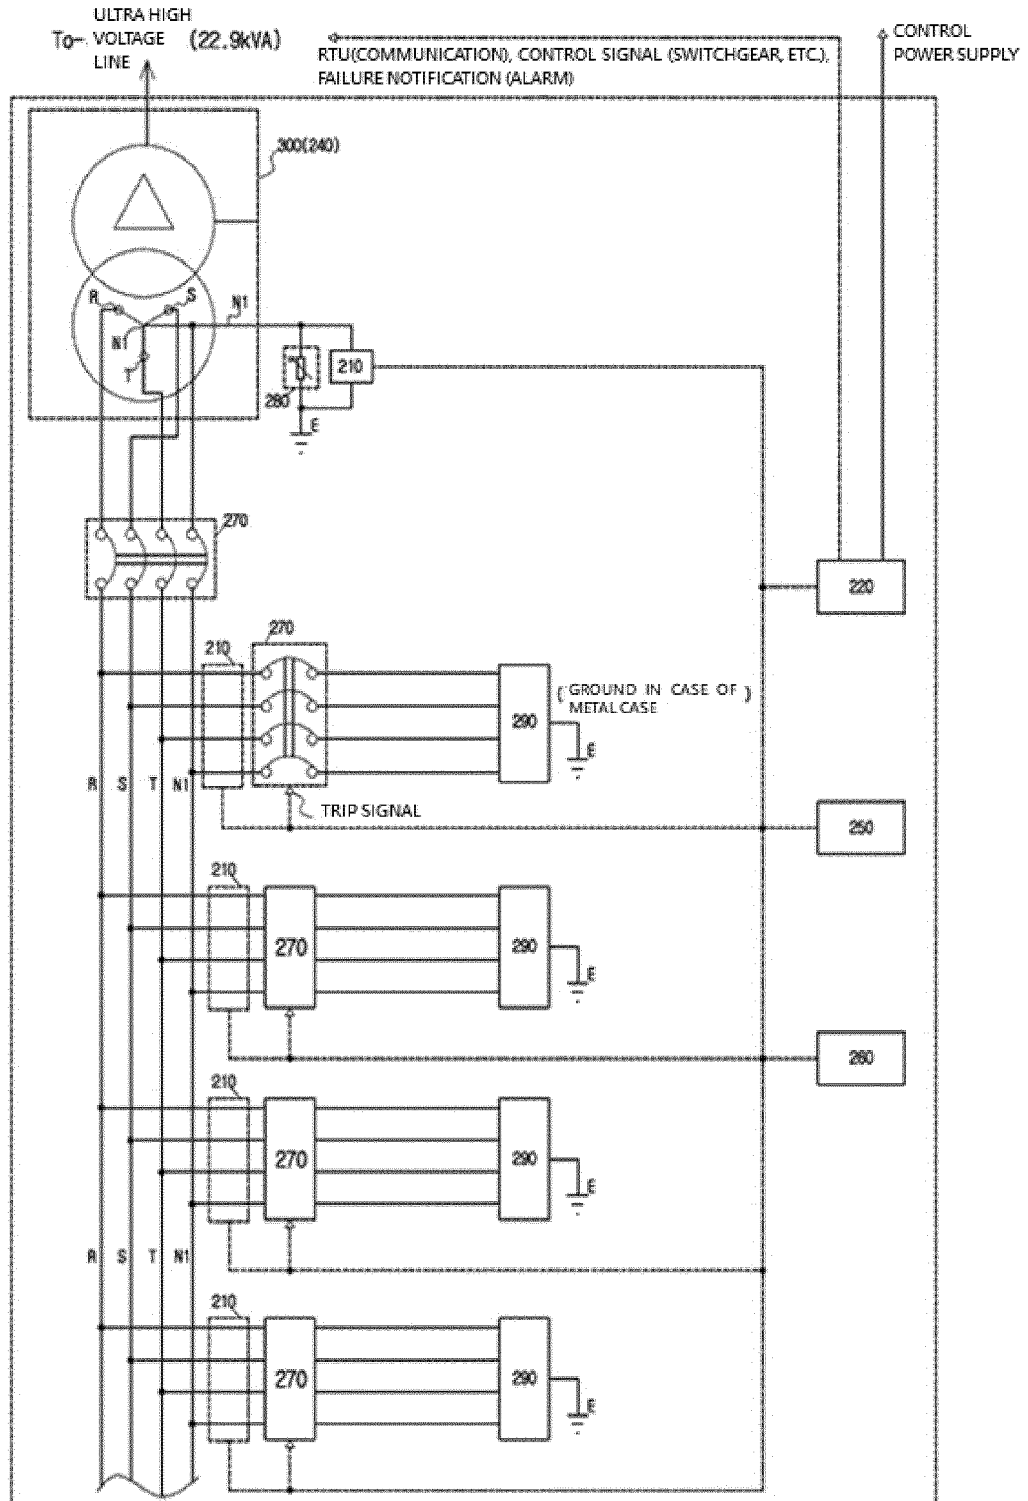 ULTRA HIGH
To- VOLTAGE (22.9kVA)
LINE
RTU(COMMUNICATION), CONTROL SIGNAL (SWITCHGEAR, ETC.),
FAILURE NOTIFICATION (ALARM)
CONTROL
POWER SUPPLY
300(240)
R
S
N1
N1
T
210
280
E
270
220
270
210
290
(GROUND IN CASE OF )
METAL CASE
E
R S T N1
TRIP SIGNAL
250
210
270
290
E
260
210
270
290
E
R S T N1
210
270
290
E